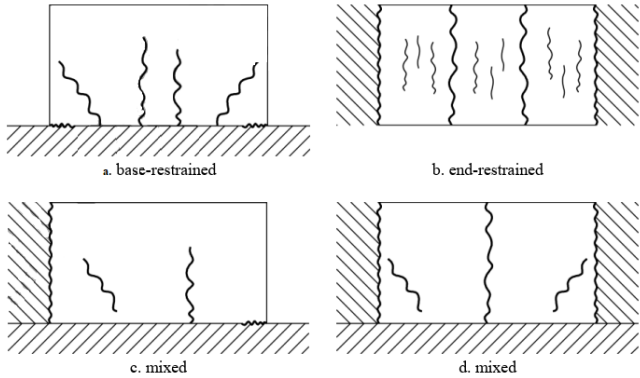 a. base-restrained
b. end-restrained
c. mixed
d. mixed